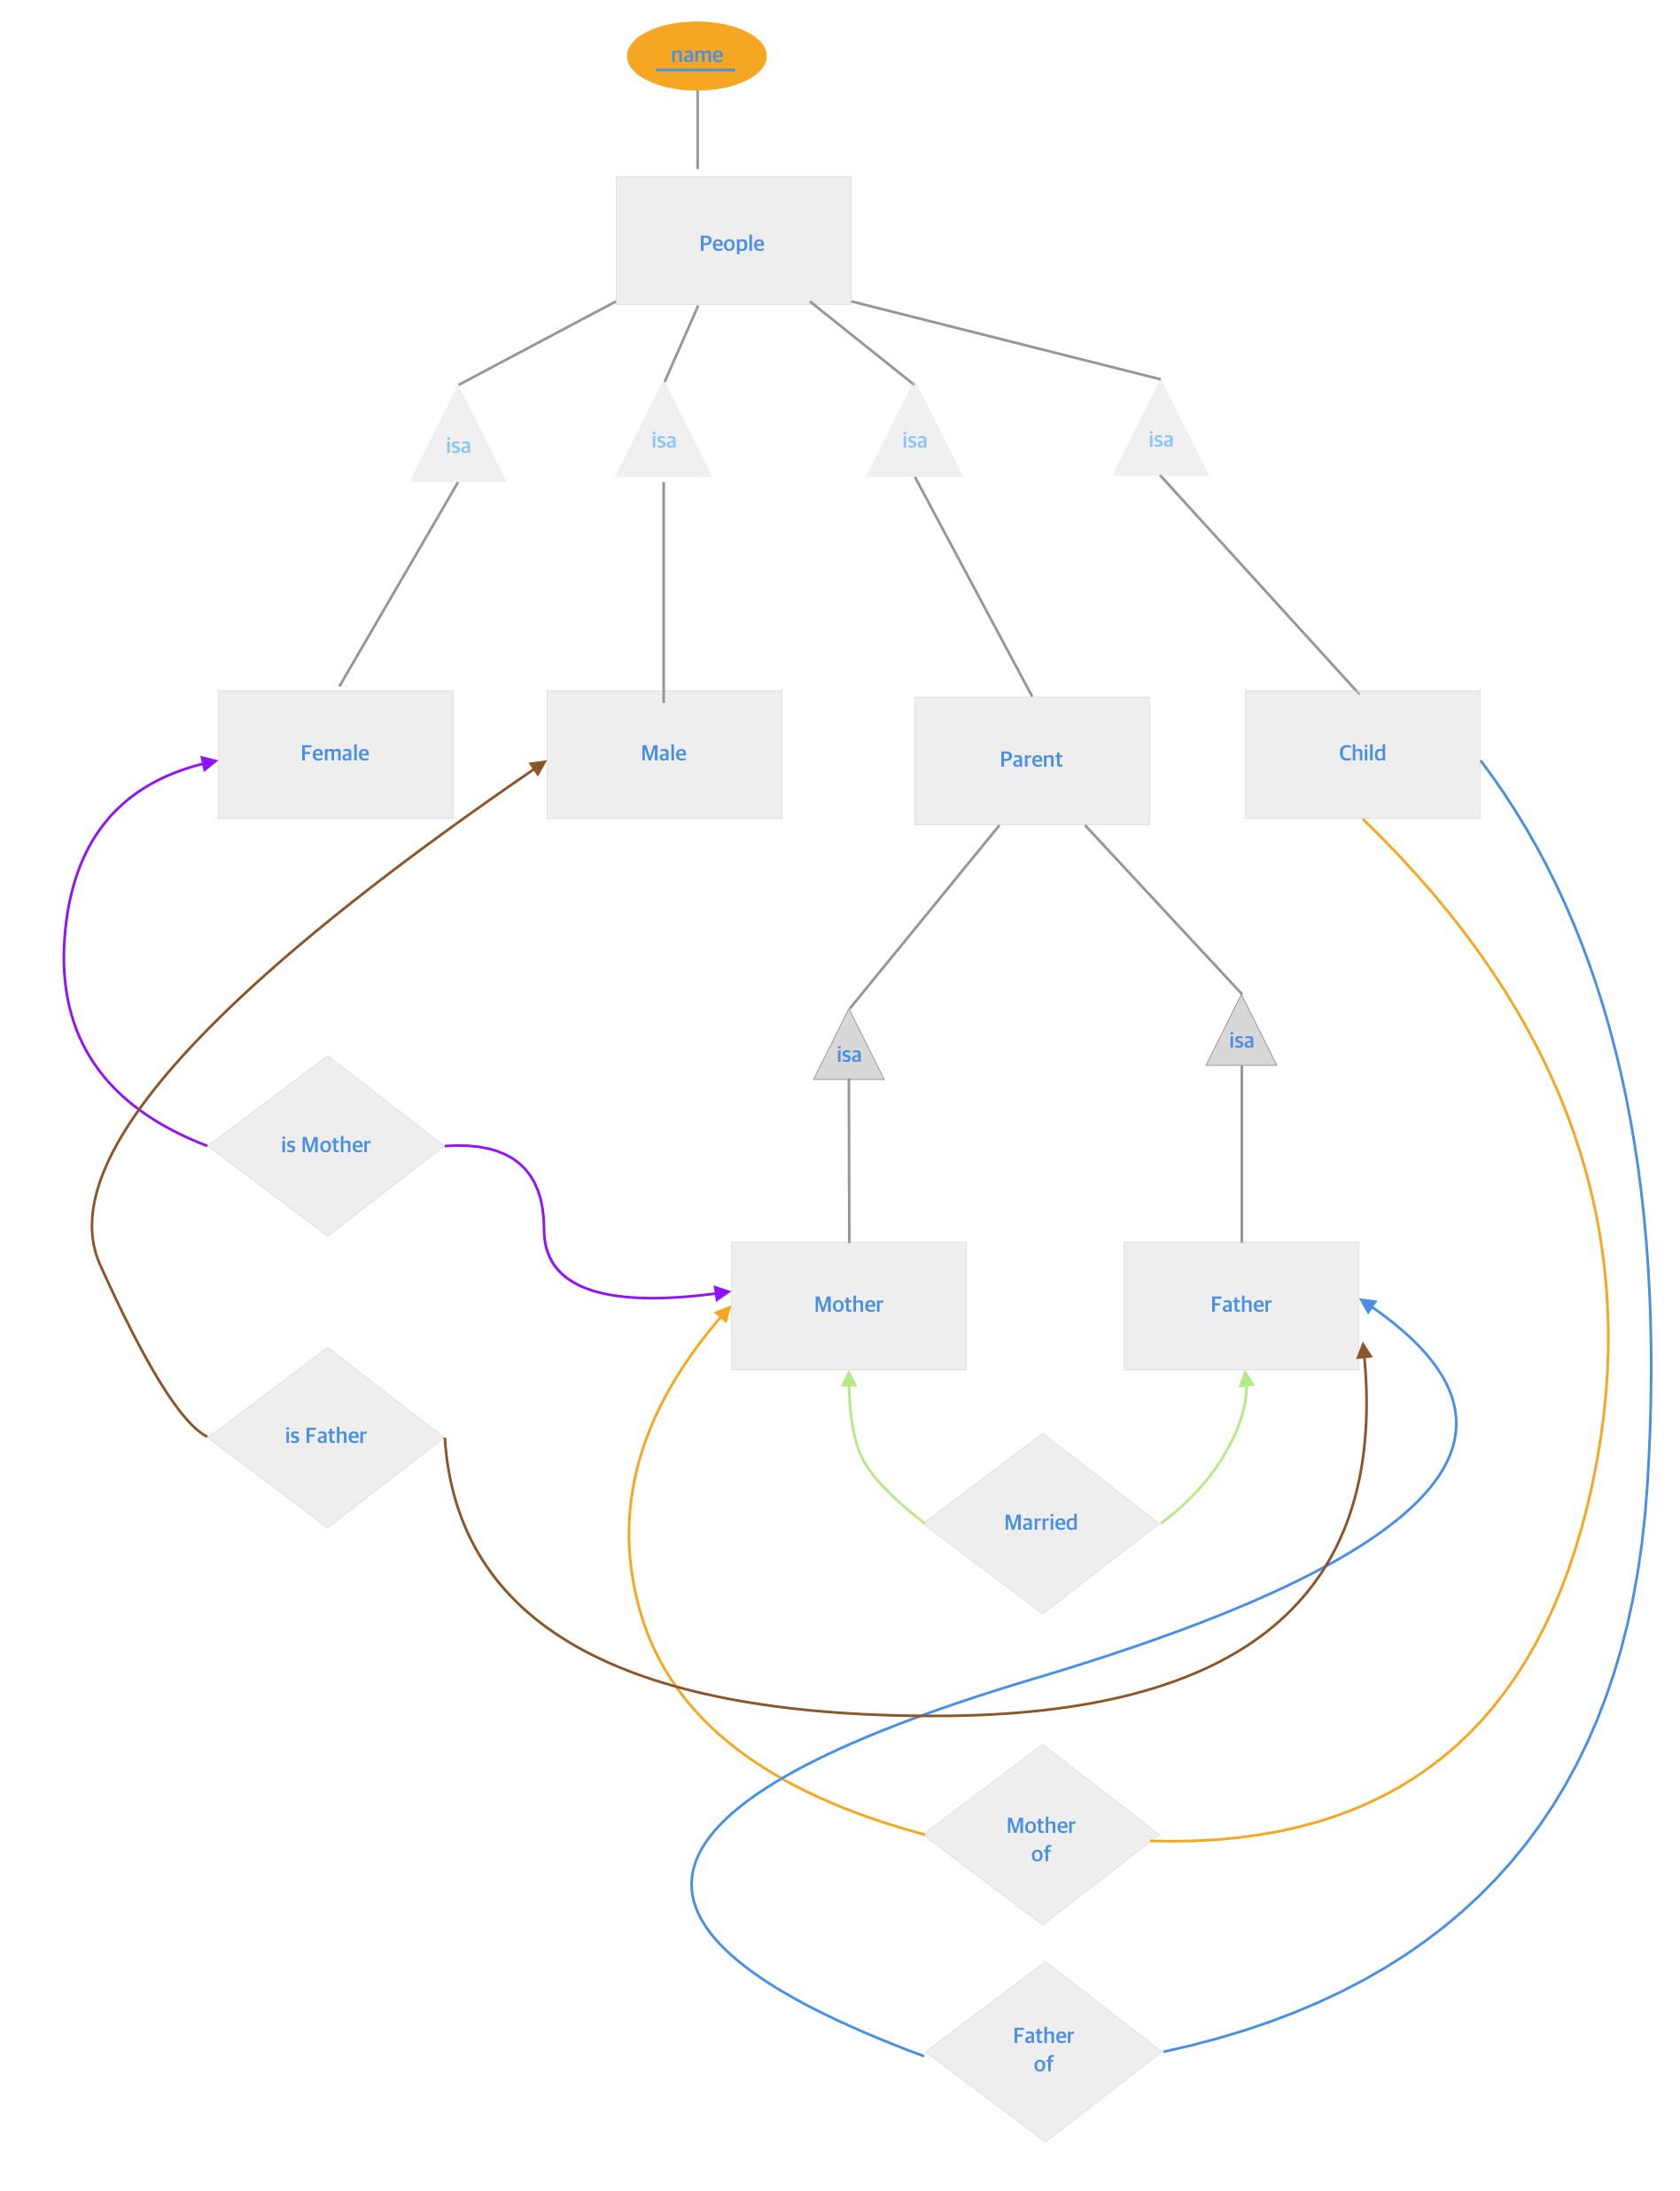 name
People
isa
isa
isa
isa
Female
Male
Parent
Child
isa
isa
is Mother
Mother
Father
is Father
Married
Mother
of
Father
of